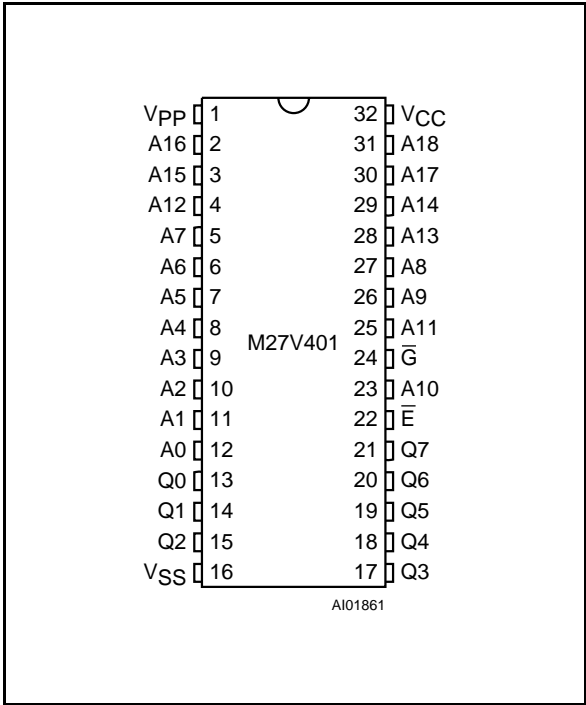 VPP 1 32 VCC
A16 2 31 A18
A15 3 30 A17
A12 4 29 A14
A7 5 28 A13
A6 6 27 A8
A5 7 26 A9
A4 8 25 A11
M27V401
A3 9 24 G̅
A2 10 23 A10
A1 11 22 E̅
A0 12 21 Q7
Q0 13 20 Q6
Q1 14 19 Q5
Q2 15 18 Q4
VSS 16 17 Q3
AI01861